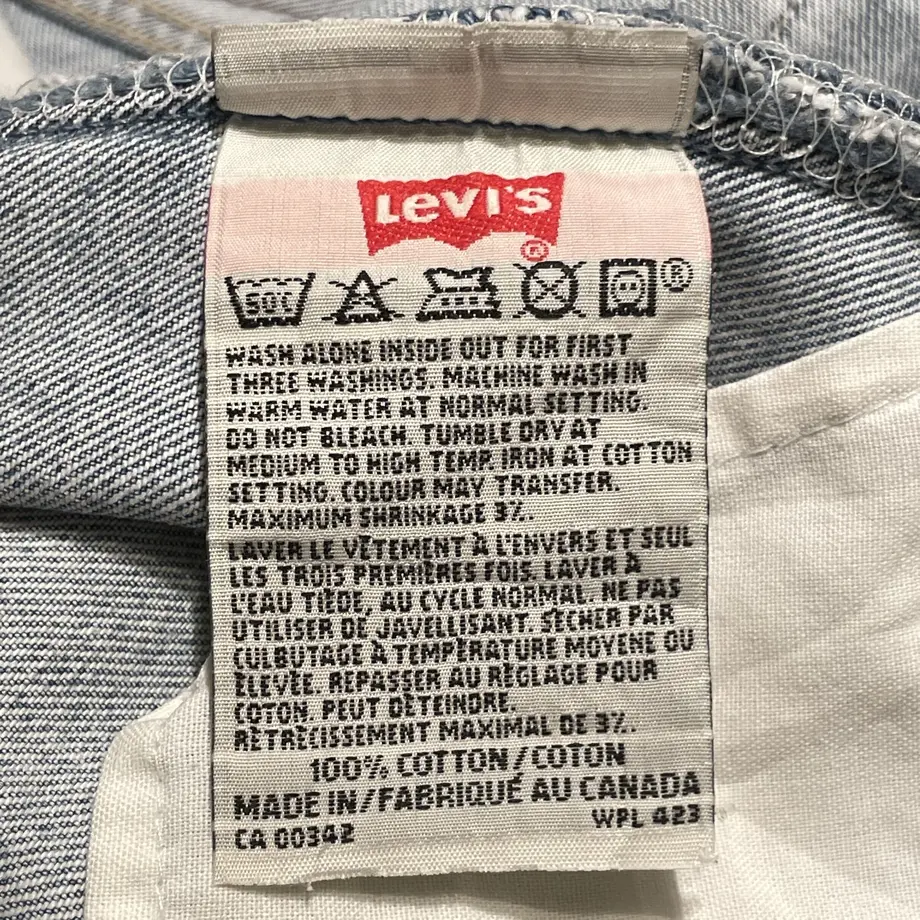 LEVI'S
®
50C
®
WASH ALONE INSIDE OUT FOR FIRST
THREE WASHINGS. MACHINE WASH IN
WARM WATER AT NORMAL SETTING.
DO NOT BLEACH. TUMBLE DRY AT
MEDIUM TO HIGH TEMP. IRON AT COTTON
SETTING. COLOUR MAY TRANSFER.
MAXIMUM SHRINKAGE 3%.
LAVER LE VÊTEMENT À L'ENVERS ET SEUL
LES TROIS PREMIÈRES FOIS. LAVER À
L'EAU TIÈDE, AU CYCLE NORMAL. NE PAS
UTILISER DE JAVELLISANT. SÉCHER PAR
CULBUTAGE À TEMPÉRATURE MOYENE OU
ÉLEVÉE. REPASSER AU RÉGLAGE POUR
COTON. PEUT DÉTEINDRE.
RÉTRÉCISSEMENT MAXIMAL DE 3%.
100% COTTON/COTON
MADE IN/FABRIQUÉ AU CANADA
WPL 423
CA 00342